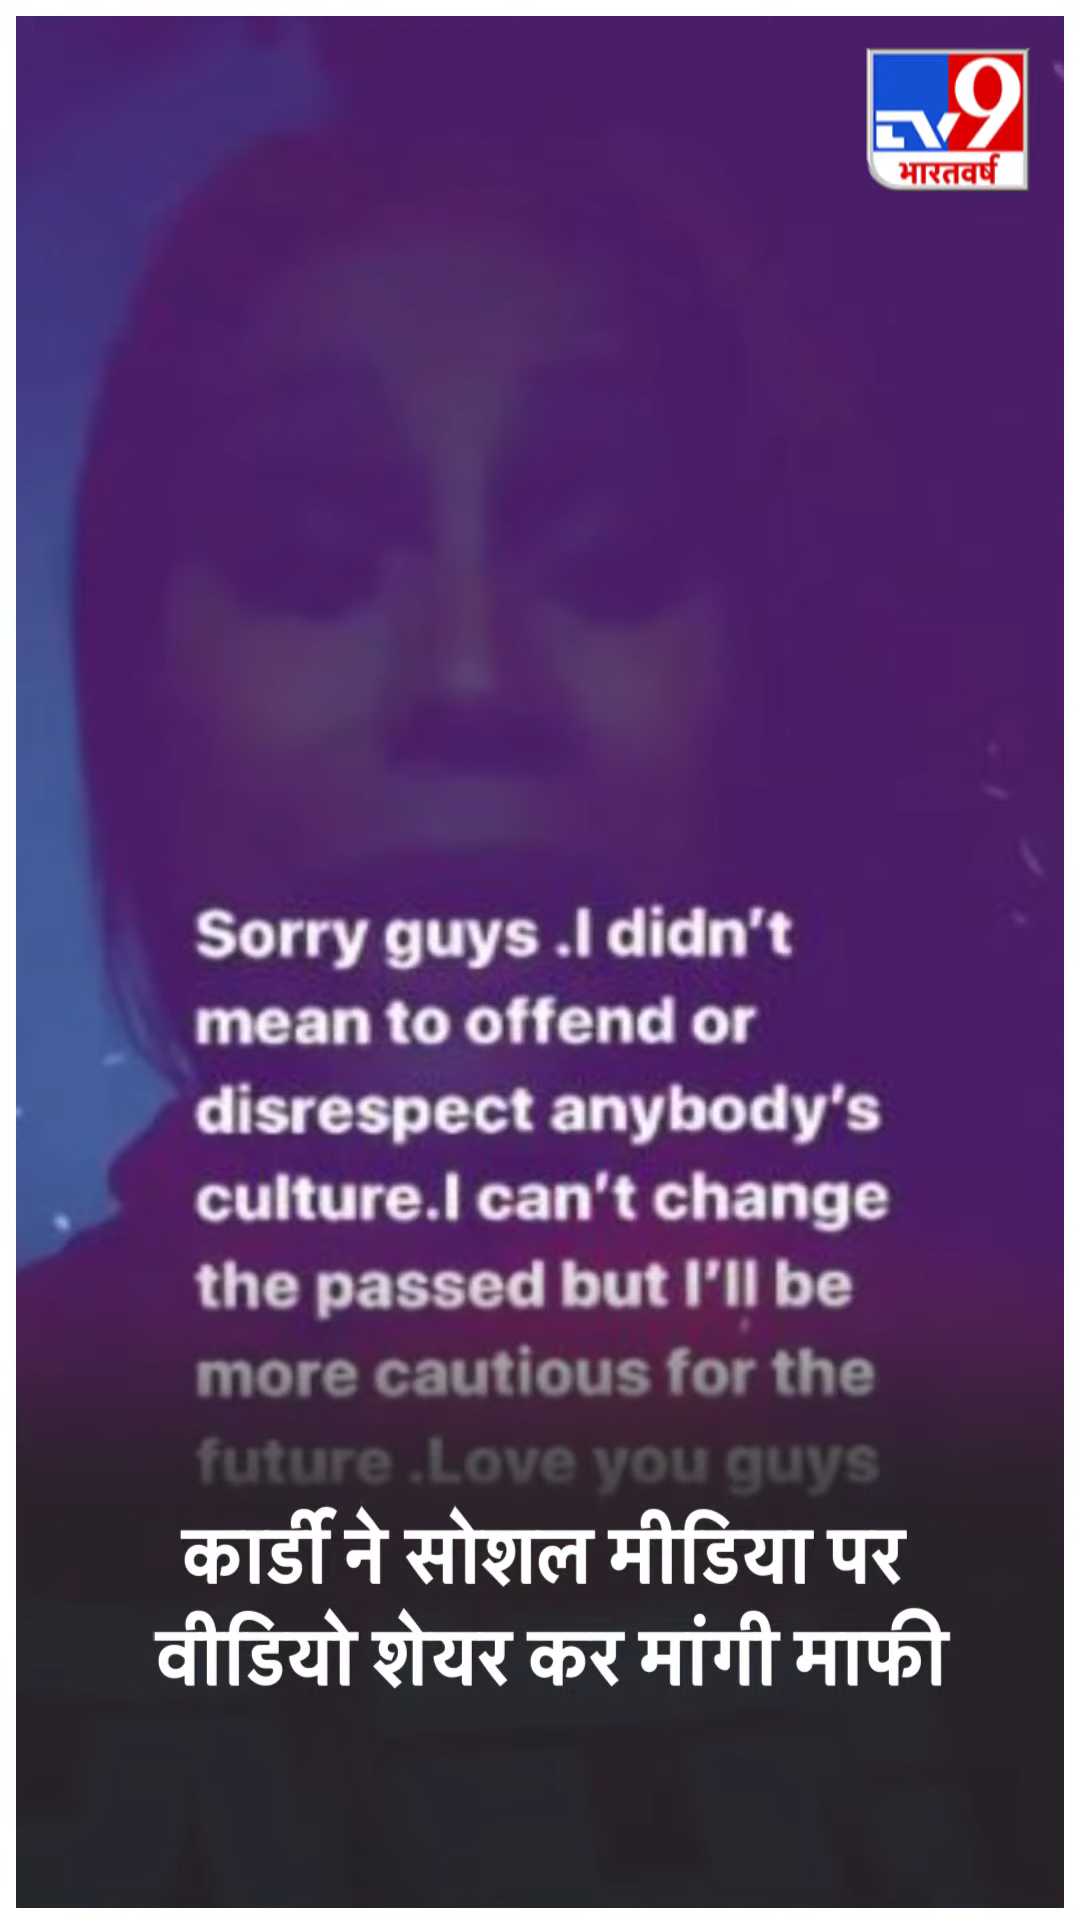 TV9
भारतवर्ष
Sorry guys .I didn't
mean to offend or
disrespect anybody's
culture.I can't change
the passed but I'll be
more cautious for the
future .Love you guys
कार्डी ने सोशल मीडिया पर
वीडियो शेयर कर मांगी माफी